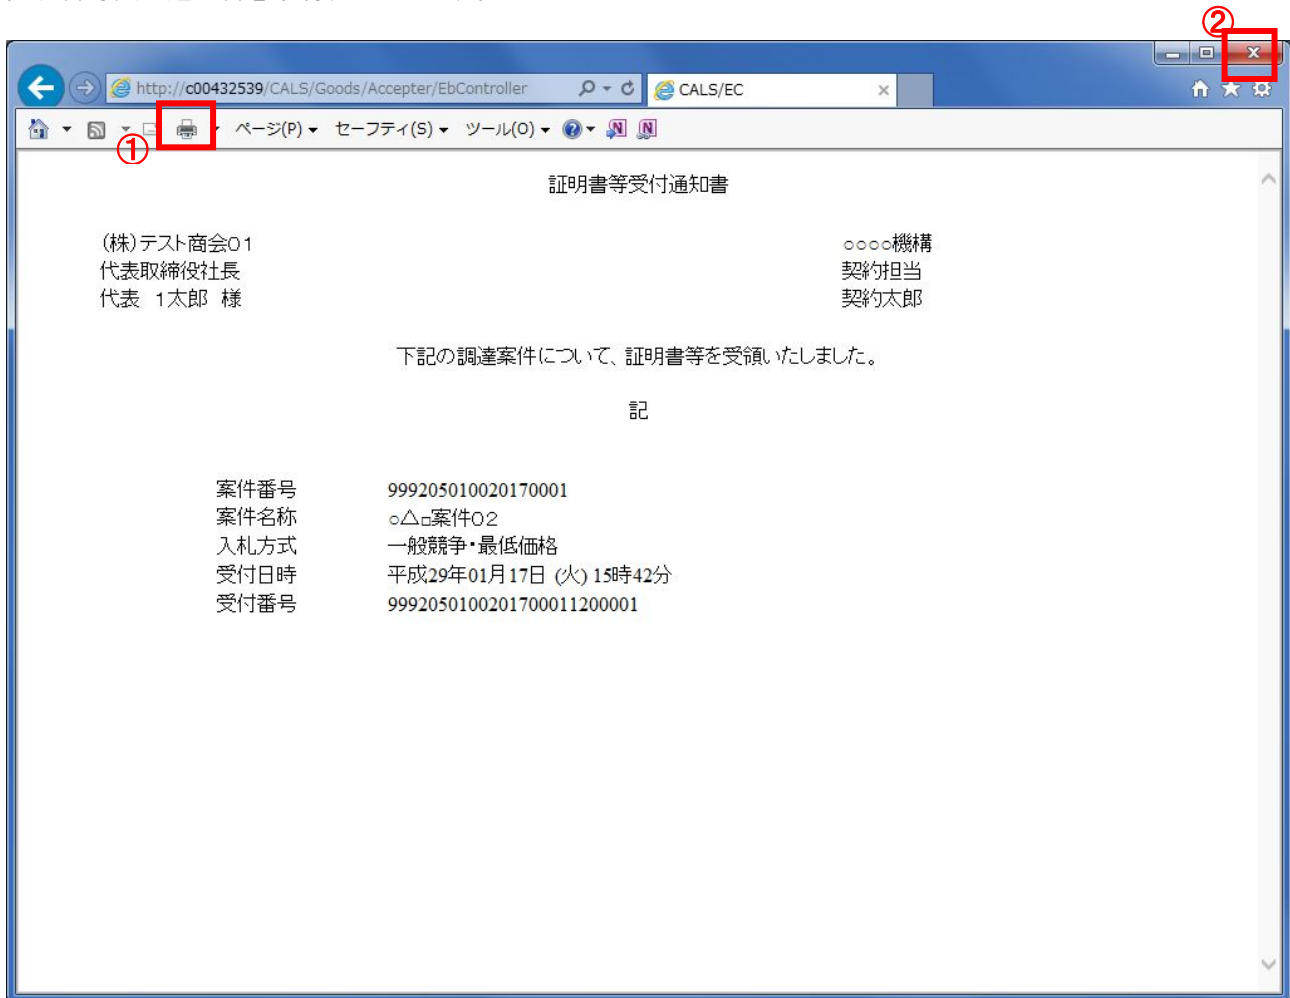 ②
http://c00432539/CALS/Goods/Accepter/EbController
CALS/EC
ページ(P)
セーフティ(S)
ツール(O)
①
証明書等受付通知書
(株)テスト商会01
○○○○機構
代表取締役社長
契約担当
代表 1太郎 様
契約太郎
下記の調達案件について、証明書等を受領いたしました。
記
案件番号 999205010020170001
案件名称 ○△□案件02
入札方式 一般競争・最低価格
受付日時 平成29年01月17日 (火) 15時42分
受付番号 9992050100201700011200001